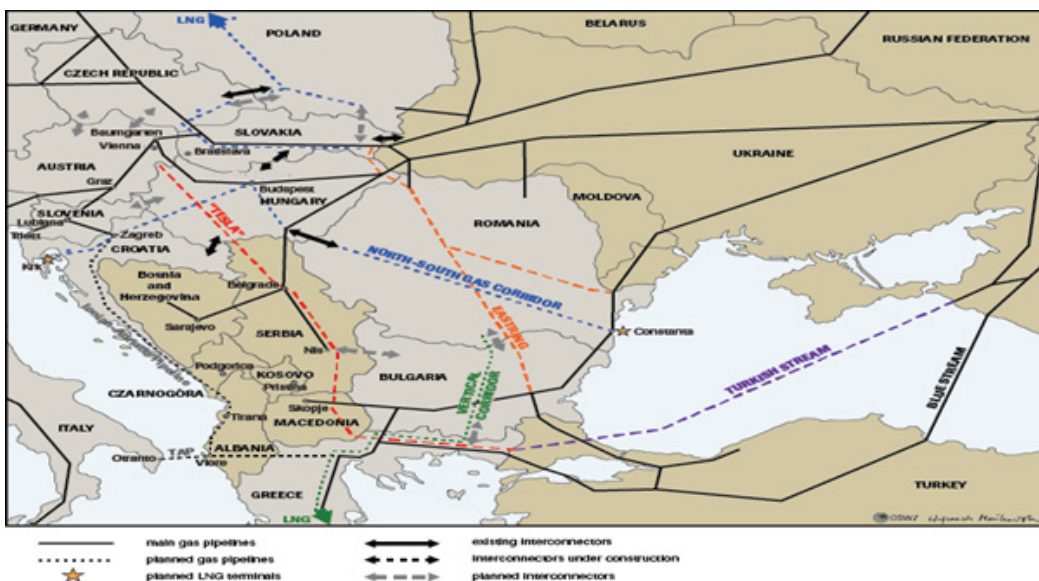 GERMANY
LNG
POLAND
BELARUS
RUSSIAN FEDERATION
CZECH REPUBLIC
SLOVAKIA
Baumgarten
Vienna
Bratislava
UKRAINE
AUSTRIA
Graz
Budapest
HUNGARY
MOLDOVA
SLOVENIA
"TESLA"
ROMANIA
Zagreb
CROATIA
Krk
NORTH-SOUTH GAS CORRIDOR
Bosnia
and
Herzegovina
Belgrade
EASTRING
Constanta
Sarajevo
SERBIA
Nis
TURKISH STREAM
BLUE STREAM
Podgorica
KOSOVO
Pristina
BULGARIA
VERTICAL
CORRIDOR
CZARNOGÓRA
Skopje
MACEDONIA
Tirana
ITALY
ALBANIA
Otranto
TAP
Vlore
GREECE
TURKEY
LNG
OSW/
main gas pipelines
existing interconnectors
planned gas pipelines
interconnectors under construction
planned LNG terminals
planned interconnectors